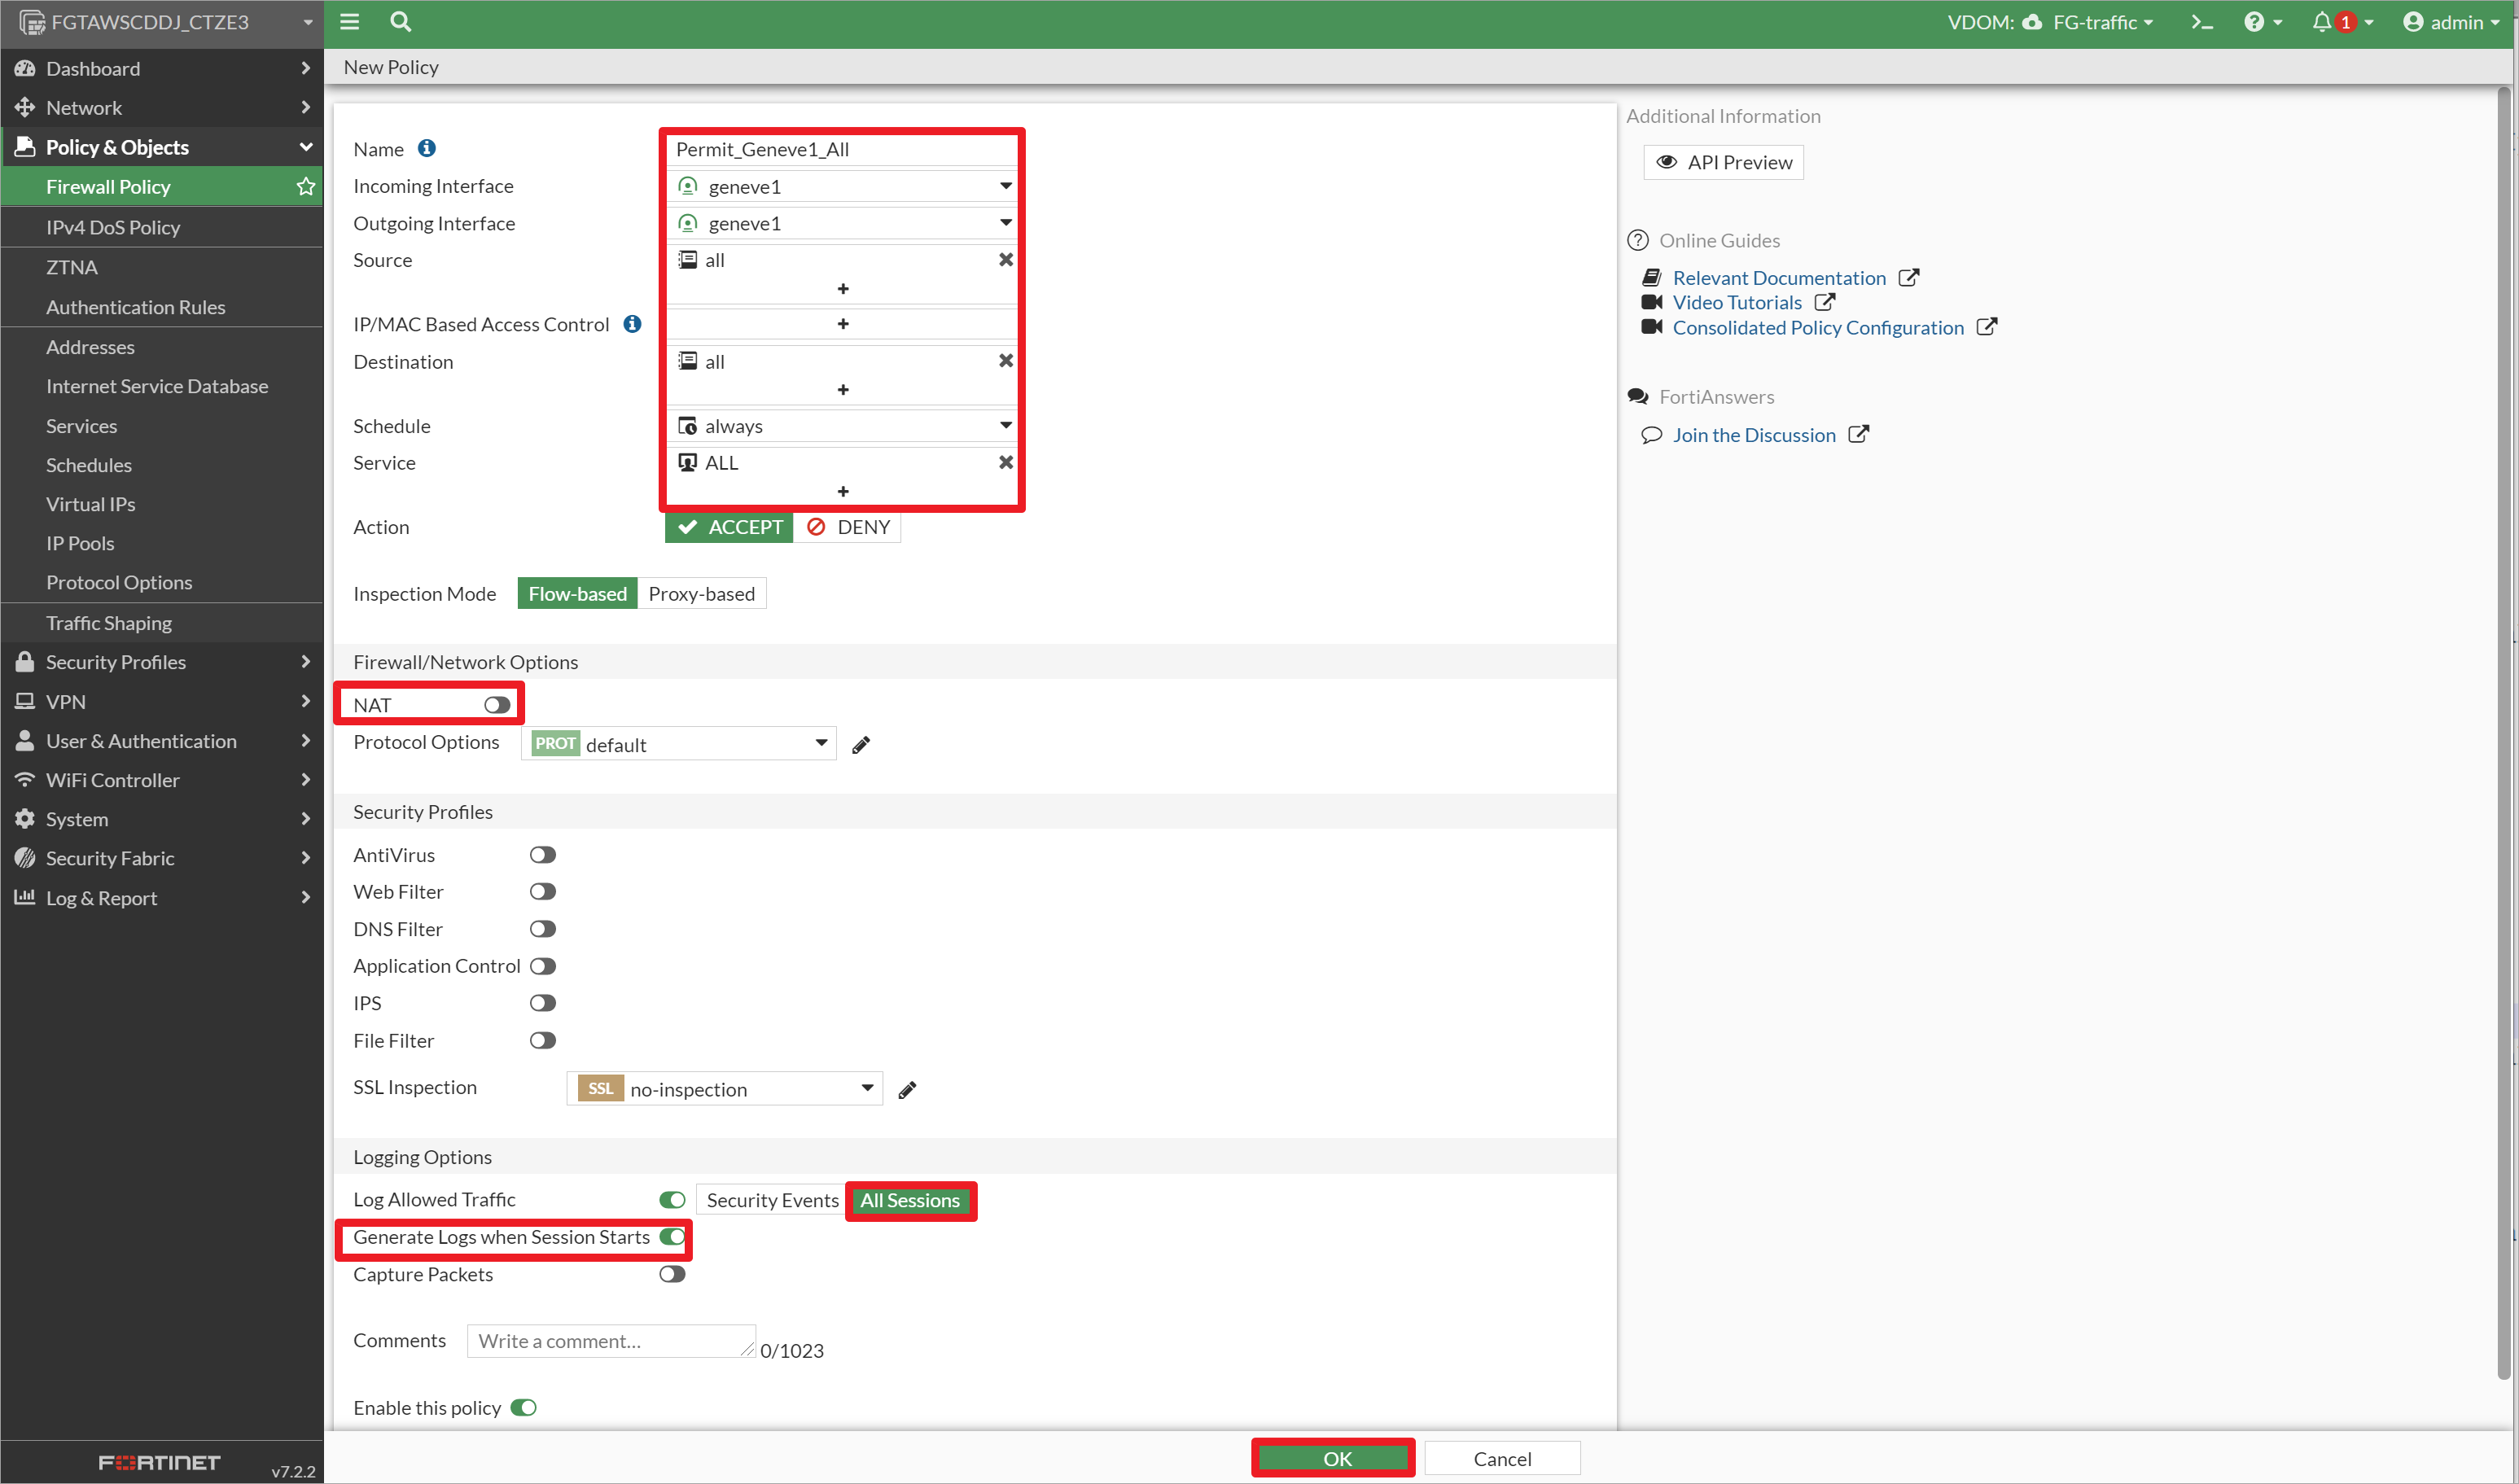 FGTAWSCDDJ_CTZE3
VDOM: FG-traffic
1
admin
Dashboard
Network
Policy & Objects
Firewall Policy
IPv4 DoS Policy
ZTNA
Authentication Rules
Addresses
Internet Service Database
Services
Schedules
Virtual IPs
IP Pools
Protocol Options
Traffic Shaping
Security Profiles
VPN
User & Authentication
WiFi Controller
System
Security Fabric
Log & Report
FORTINET
v7.2.2
New Policy
Name Permit_Geneve1_All
Incoming Interface geneve1
Outgoing Interface geneve1
Source all
+
IP/MAC Based Access Control +
Destination all
+
Schedule always
Service ALL
+
Action ACCEPT DENY
Inspection Mode Flow-based Proxy-based
Firewall/Network Options
NAT
Protocol Options PROT default
Security Profiles
AntiVirus
Web Filter
DNS Filter
Application Control
IPS
File Filter
SSL Inspection SSL no-inspection
Logging Options
Log Allowed Traffic Security Events All Sessions
Generate Logs when Session Starts
Capture Packets
Comments Write a comment... 0/1023
Enable this policy
OK Cancel
Additional Information
API Preview
Online Guides
Relevant Documentation
Video Tutorials
Consolidated Policy Configuration
FortiAnswers
Join the Discussion